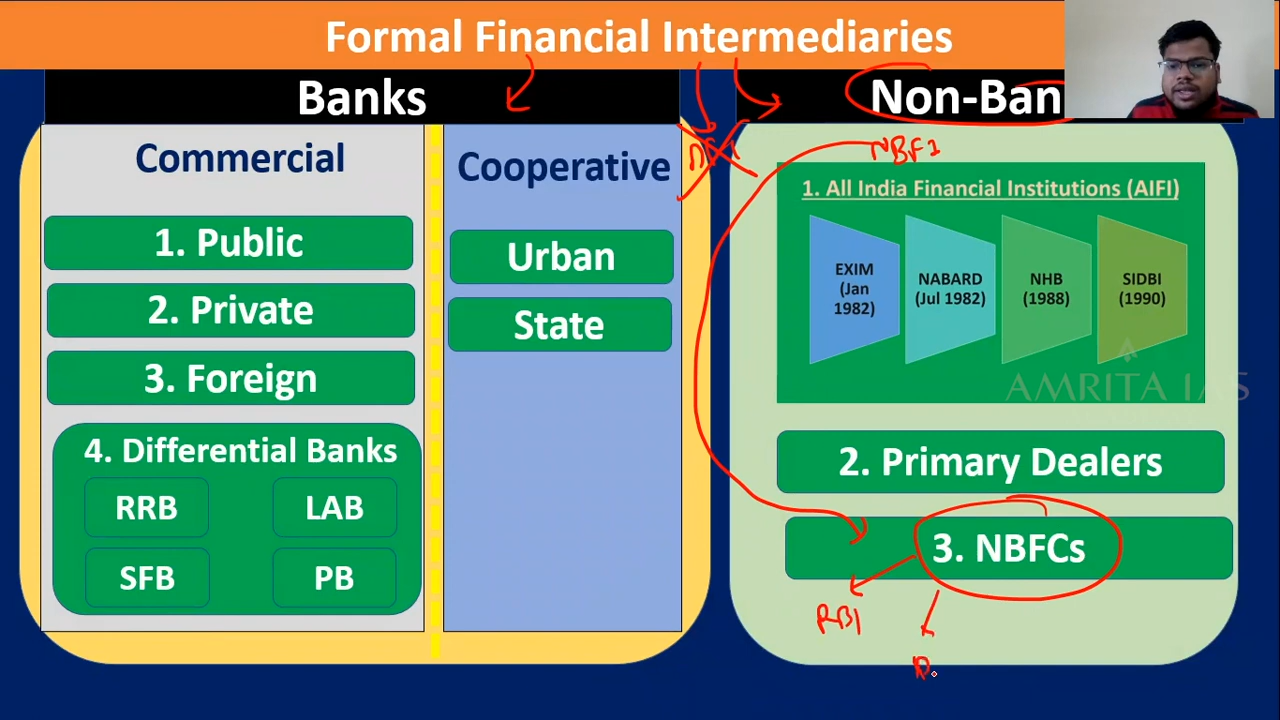 Formal Financial Intermediaries
Banks
Commercial
1. Public
2. Private
3. Foreign
4. Differential Banks
RRB
LAB
SFB
PB
Cooperative
Urban
State
Non-Ban
NBFI
1. All India Financial Institutions (AIFI)
EXIM
(Jan
1982)
NABARD
(Jul 1982)
NHB
(1988)
SIDBI
(1990)
AMRITA IAS
2. Primary Dealers
3. NBFCs
RBI